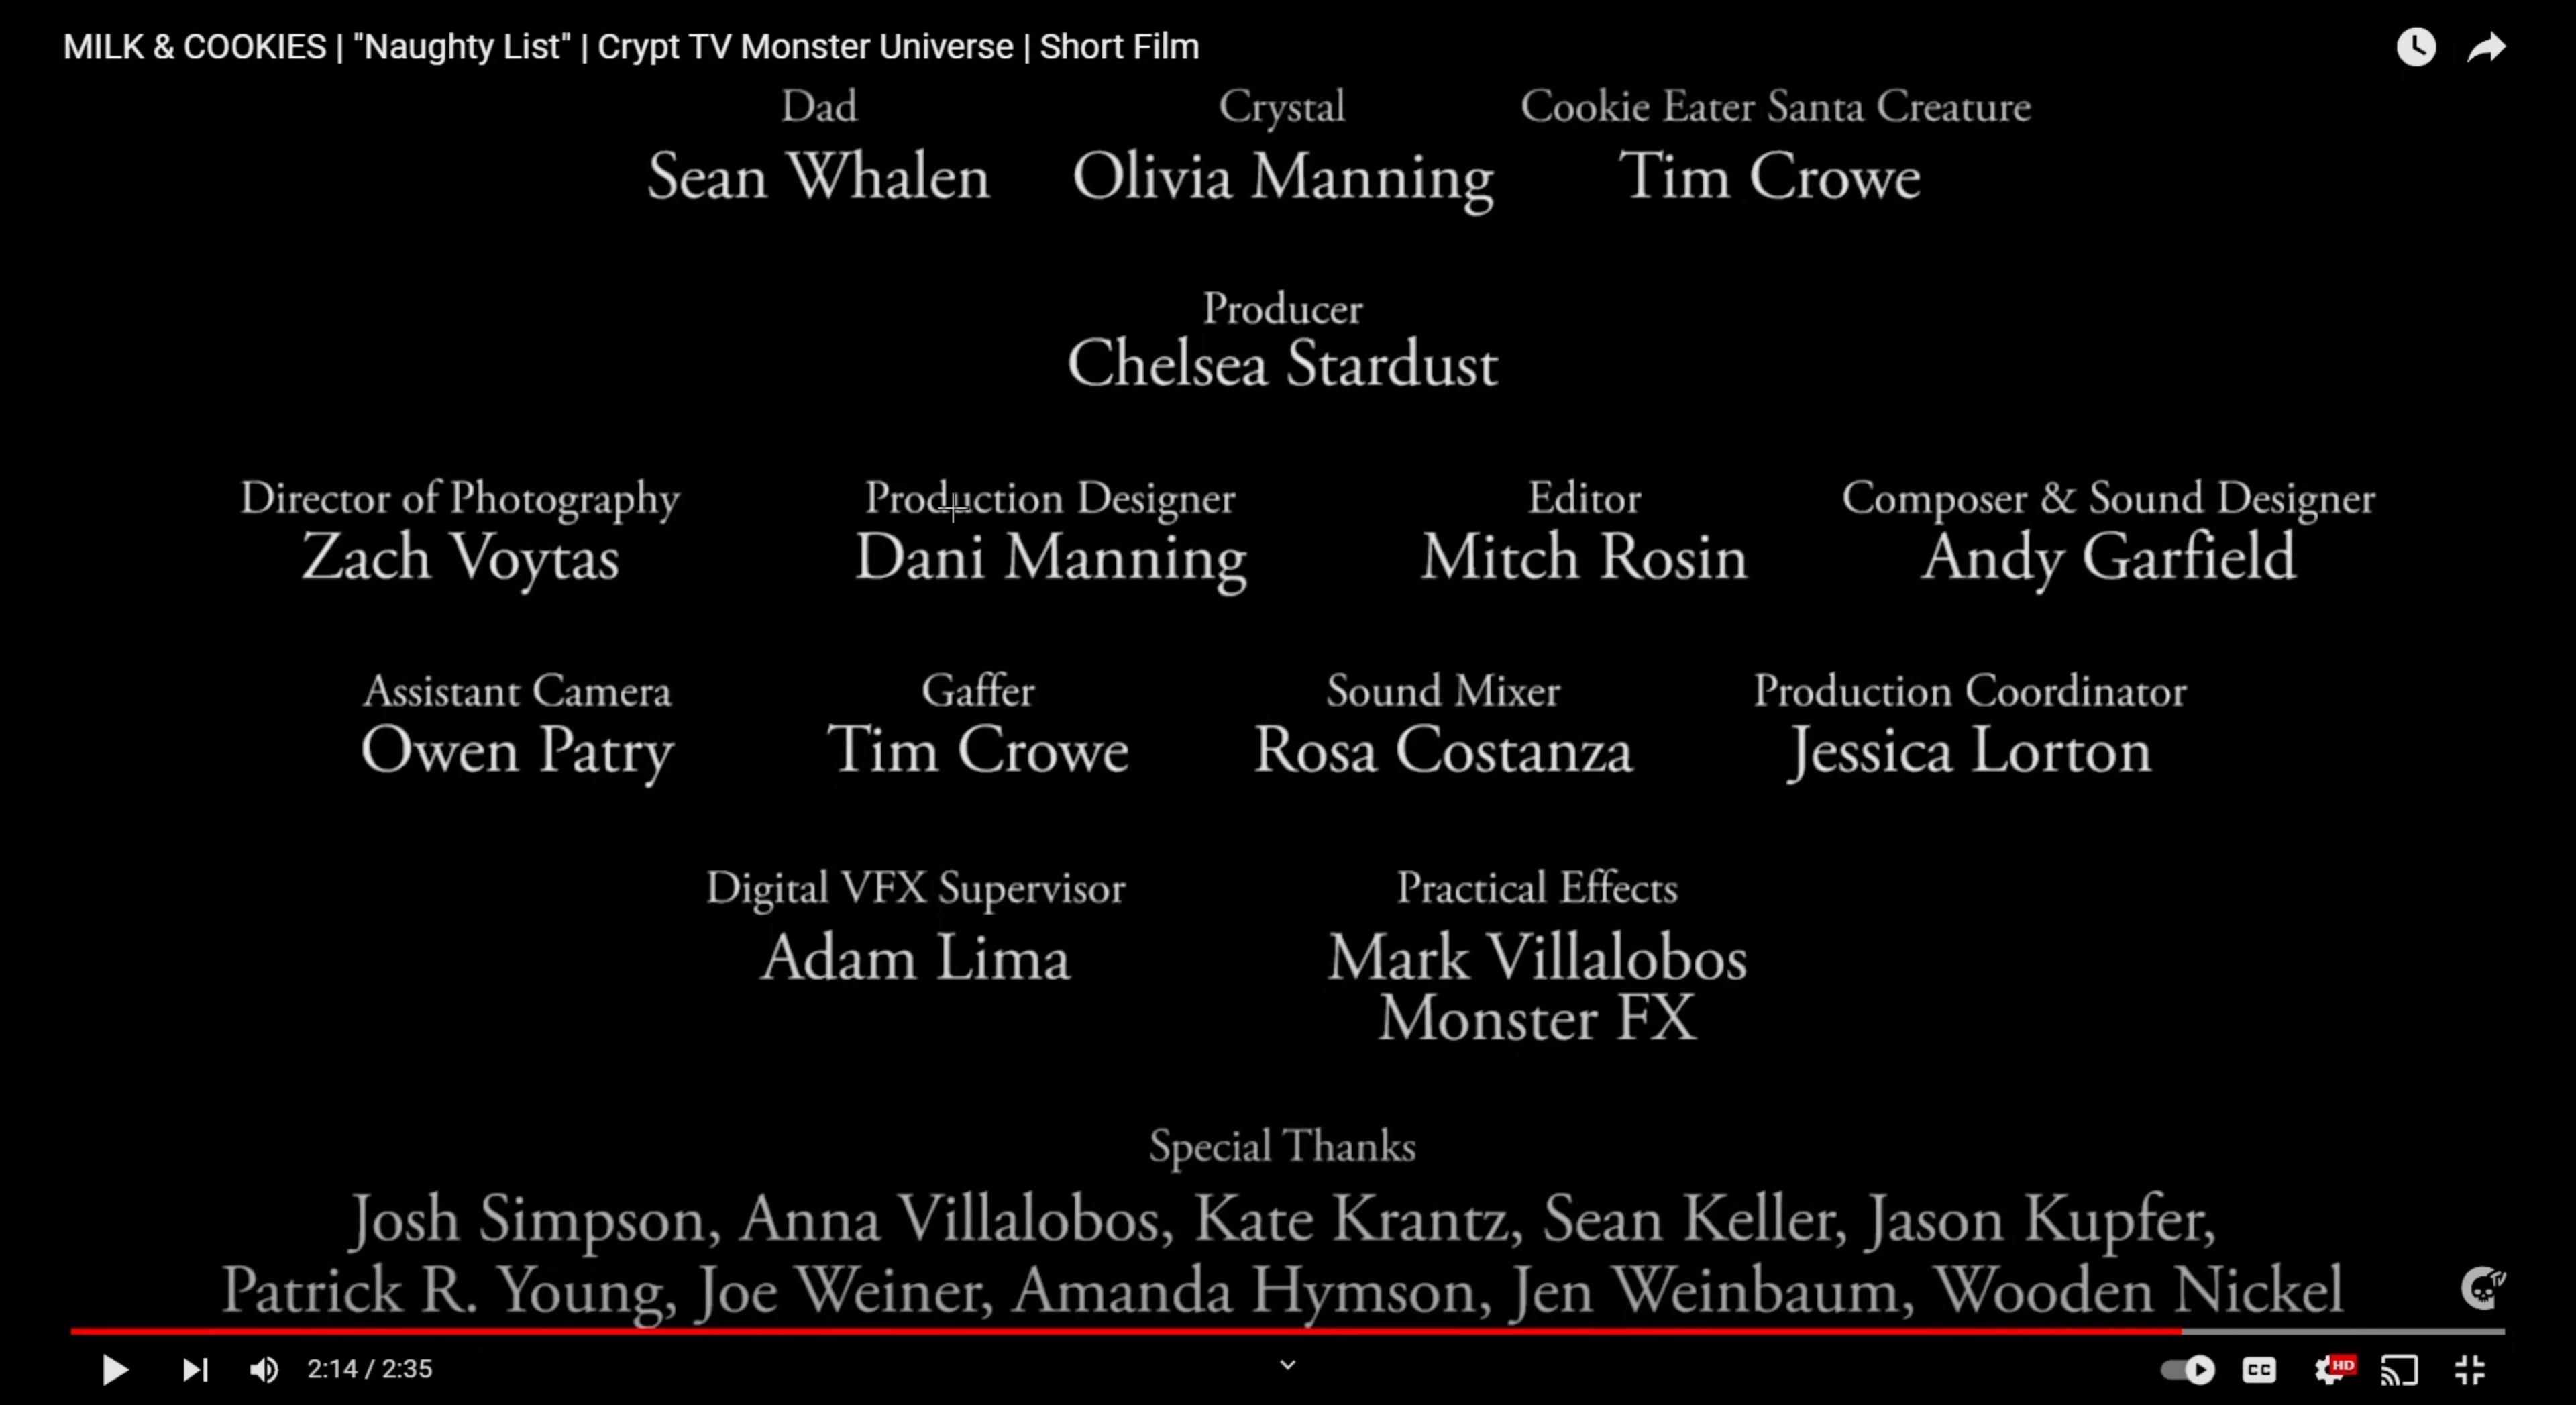 MILK & COOKIES | "Naughty List" | Crypt TV Monster Universe | Short Film
Dad Crystal Cookie Eater Santa Creature
Sean Whalen Olivia Manning Tim Crowe
Producer
Chelsea Stardust
Director of Photography Production Designer Editor Composer & Sound Designer
Zach Voytas Dani Manning Mitch Rosin Andy Garfield
Assistant Camera Gaffer Sound Mixer Production Coordinator
Owen Patry Tim Crowe Rosa Costanza Jessica Lorton
Digital VFX Supervisor Practical Effects
Adam Lima Mark Villalobos
Monster FX
Special Thanks
Josh Simpson, Anna Villalobos, Kate Krantz, Sean Keller, Jason Kupfer,
Patrick R. Young, Joe Weiner, Amanda Hymson, Jen Weinbaum, Wooden Nickel
TV
2:14 / 2:35 CC HD